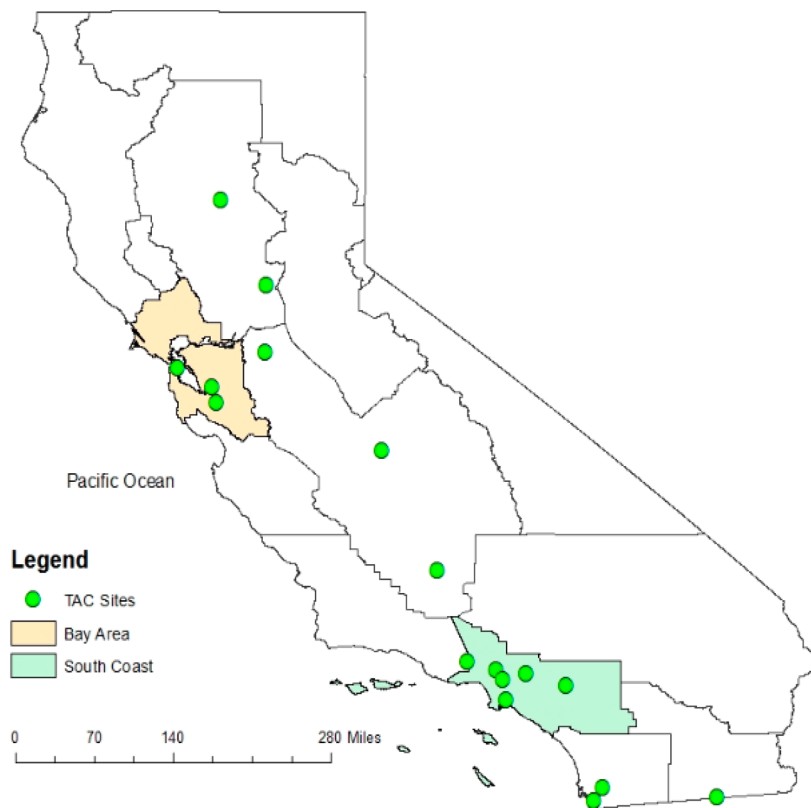 Pacific Ocean
Legend
TAC Sites
Bay Area
South Coast
0 70 140 280 Miles